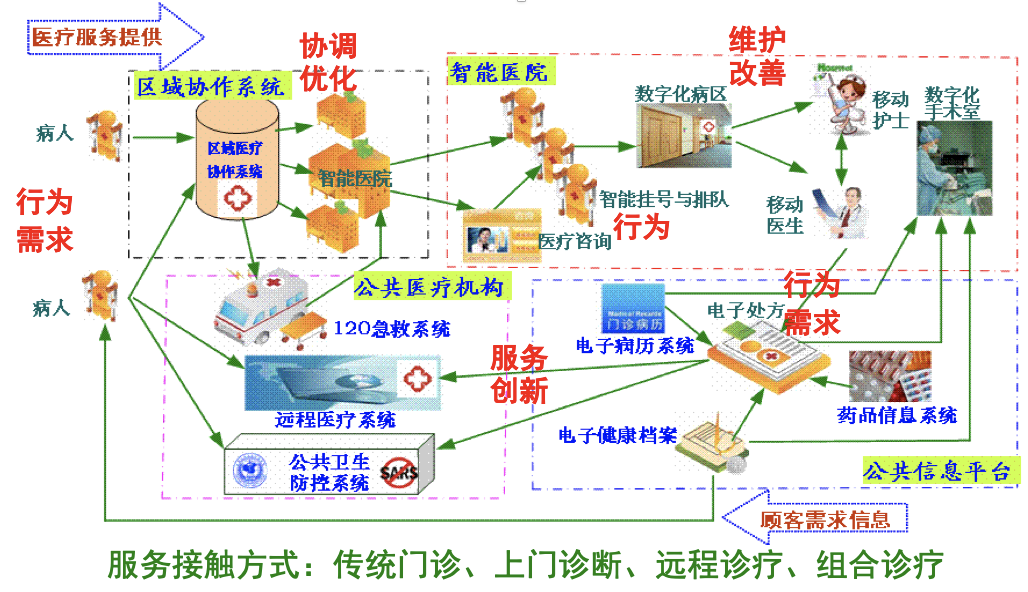 医疗服务提供
协调
优化
维护
改善
区域协作系统
智能医院
病人
区域医疗
协作系统
智能医院
数字化病区
Hospital
移动
护士
数字化
手术室
行为
需求
智能挂号与排队
医疗咨询
行为
移动
医生
病人
公共医疗机构
120急救系统
Medical Records
门诊病历
电子病历系统
电子处方
行为
需求
服务
创新
远程医疗系统
药品信息系统
电子健康档案
公共卫生
防控系统
SARS
公共信息平台
顾客需求信息
服务接触方式：传统门诊、上门诊断、远程诊疗、组合诊疗